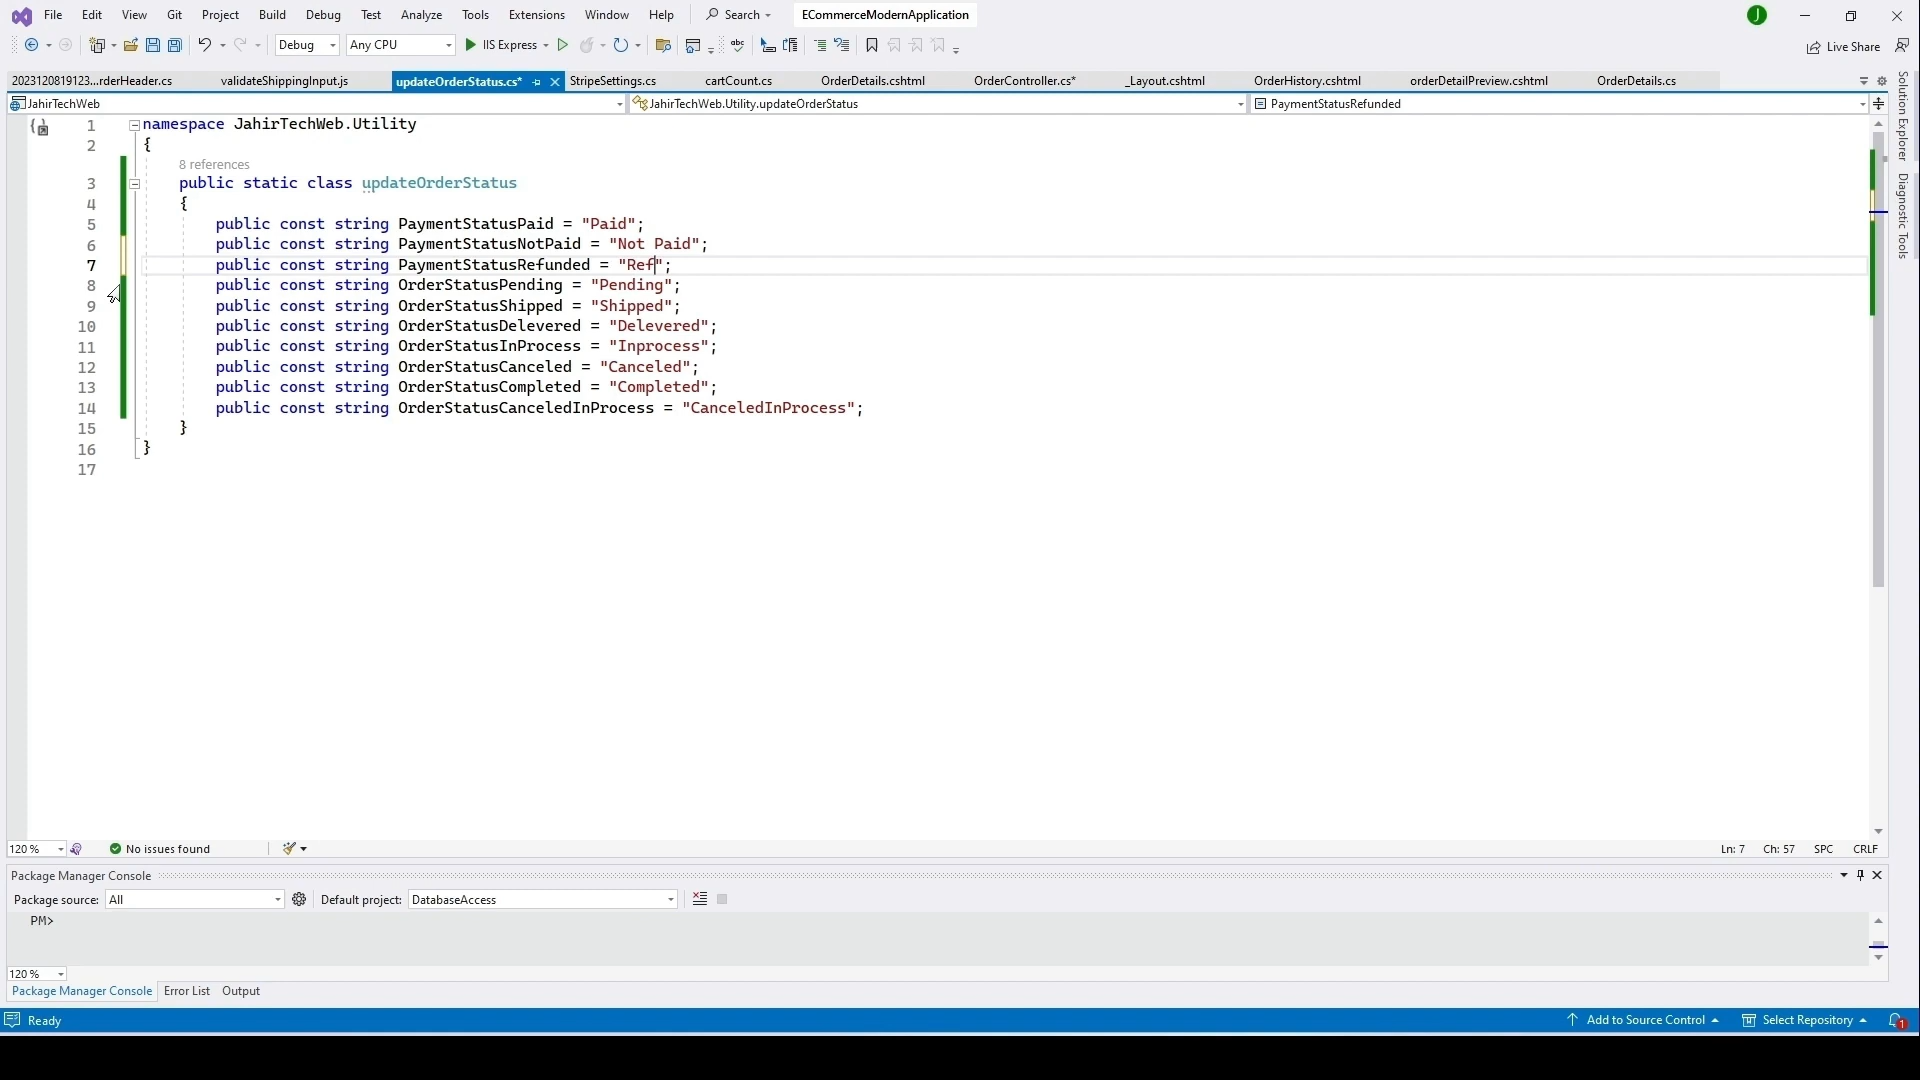 File Edit View Git Project Build Debug Test Analyze Tools Extensions Window Help Search ECommerceModernApplication J
Debug Any CPU IIS Express Live Share
2023120819123...rderHeader.cs validateShippingInput.js updateOrderStatus.cs* StripeSettings.cs cartCount.cs OrderDetails.cshtml OrderController.cs* _Layout.cshtml OrderHistory.cshtml orderDetailPreview.cshtml OrderDetails.cs
JahirTechWeb JahirTechWeb.Utility.updateOrderStatus PaymentStatusRefunded
Solution Explorer
Diagnostic Tools
1 namespace JahirTechWeb.Utility
2 {
8 references
3 public static class updateOrderStatus
4 {
5 public const string PaymentStatusPaid = "Paid";
6 public const string PaymentStatusNotPaid = "Not Paid";
7 public const string PaymentStatusRefunded = "Ref";
8 public const string OrderStatusPending = "Pending";
9 public const string OrderStatusShipped = "Shipped";
10 public const string OrderStatusDelevered = "Delevered";
11 public const string OrderStatusInProcess = "Inprocess";
12 public const string OrderStatusCanceled = "Canceled";
13 public const string OrderStatusCompleted = "Completed";
14 public const string OrderStatusCanceledInProcess = "CanceledInProcess";
15 }
16 }
17
120 % No issues found Ln: 7 Ch: 57 SPC CRLF
Package Manager Console
Package source: All Default project: DatabaseAccess
PM>
120 %
Package Manager Console Error List Output
Ready Add to Source Control Select Repository 1